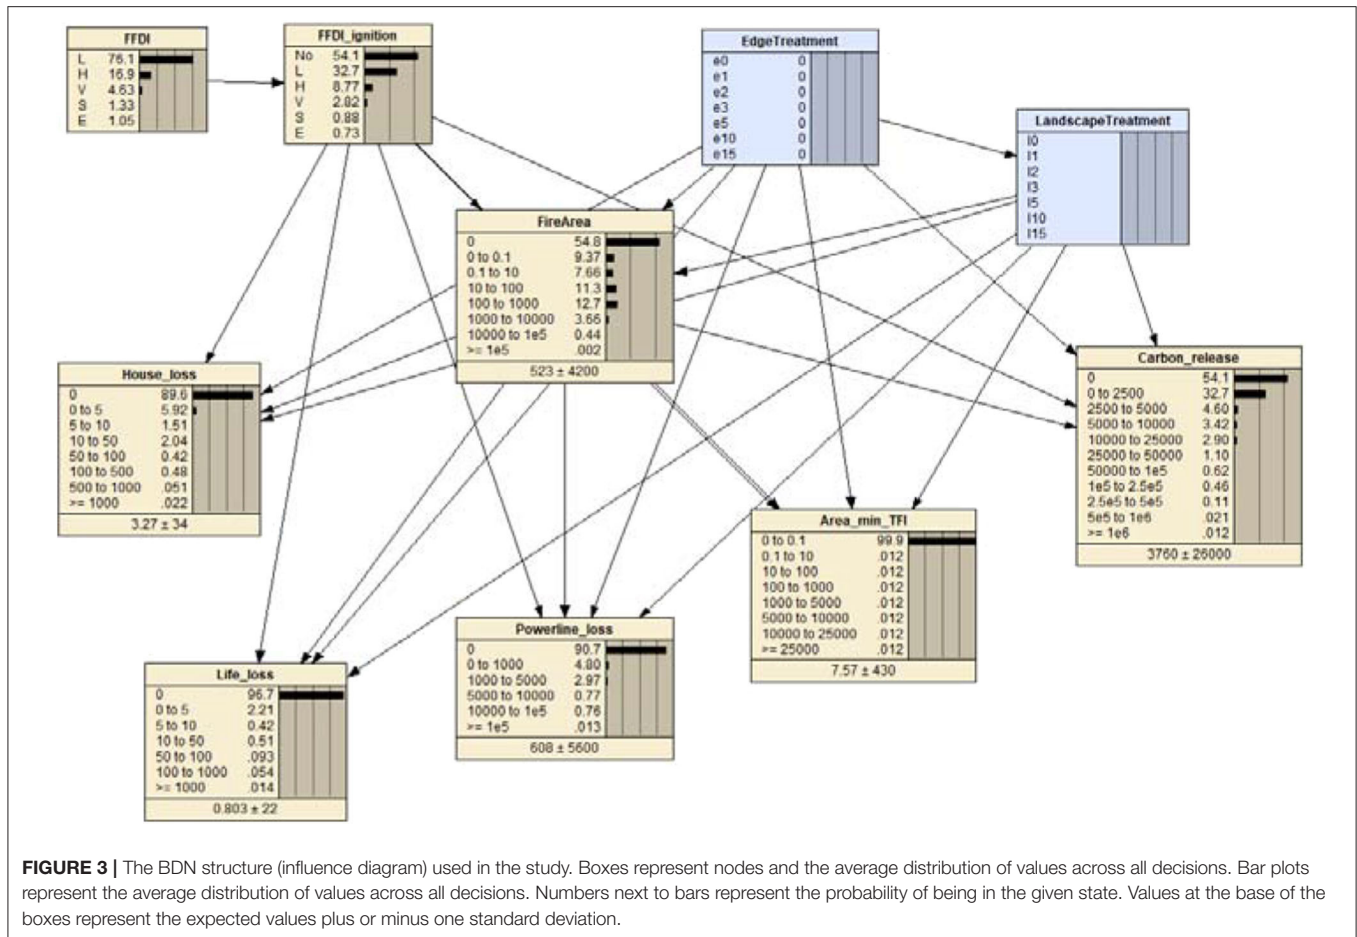 FFDI
L 76.1
H 16.9
V 4.63
S 1.33
E 1.05
FFDI_ignition
No 54.1
L 32.7
H 8.77
V 2.82
S 0.88
E 0.73
EdgeTreatment
e0 0
e1 0
e2 0
e3 0
e5 0
e10 0
e15 0
LandscapeTreatment
l0
l1
l2
l3
l5
l10
l15
FireArea
0 54.8
0 to 0.1 9.37
0.1 to 10 7.66
10 to 100 11.3
100 to 1000 12.7
1000 to 10000 3.66
10000 to 1e5 0.44
>= 1e5 .002
523 ± 4200
House_loss
0 89.6
0 to 5 5.92
5 to 10 1.51
10 to 50 2.04
50 to 100 0.42
100 to 500 0.48
500 to 1000 .051
>= 1000 .022
3.27 ± 34
Carbon_release
0 54.1
0 to 2500 32.7
2500 to 5000 4.60
5000 to 10000 3.42
10000 to 25000 2.90
25000 to 50000 1.10
50000 to 1e5 0.62
1e5 to 2.5e5 0.46
2.5e5 to 5e5 0.11
5e5 to 1e6 .021
>= 1e6 .012
3760 ± 26000
Area_min_TFI
0 to 0.1 99.9
0.1 to 10 .012
10 to 100 .012
100 to 1000 .012
1000 to 5000 .012
5000 to 10000 .012
10000 to 25000 .012
>= 25000 .012
7.57 ± 430
Powerline_loss
0 90.7
0 to 1000 4.80
1000 to 5000 2.97
5000 to 10000 0.77
10000 to 1e5 0.76
>= 1e5 .013
608 ± 5600
Life_loss
0 96.7
0 to 5 2.21
5 to 10 0.42
10 to 50 0.51
50 to 100 .093
100 to 1000 .054
>= 1000 .014
0.803 ± 22
FIGURE 3 | The BDN structure (influence diagram) used in the study. Boxes represent nodes and the average distribution of values across all decisions. Bar plots
represent the average distribution of values across all decisions. Numbers next to bars represent the probability of being in the given state. Values at the base of the
boxes represent the expected values plus or minus one standard deviation.